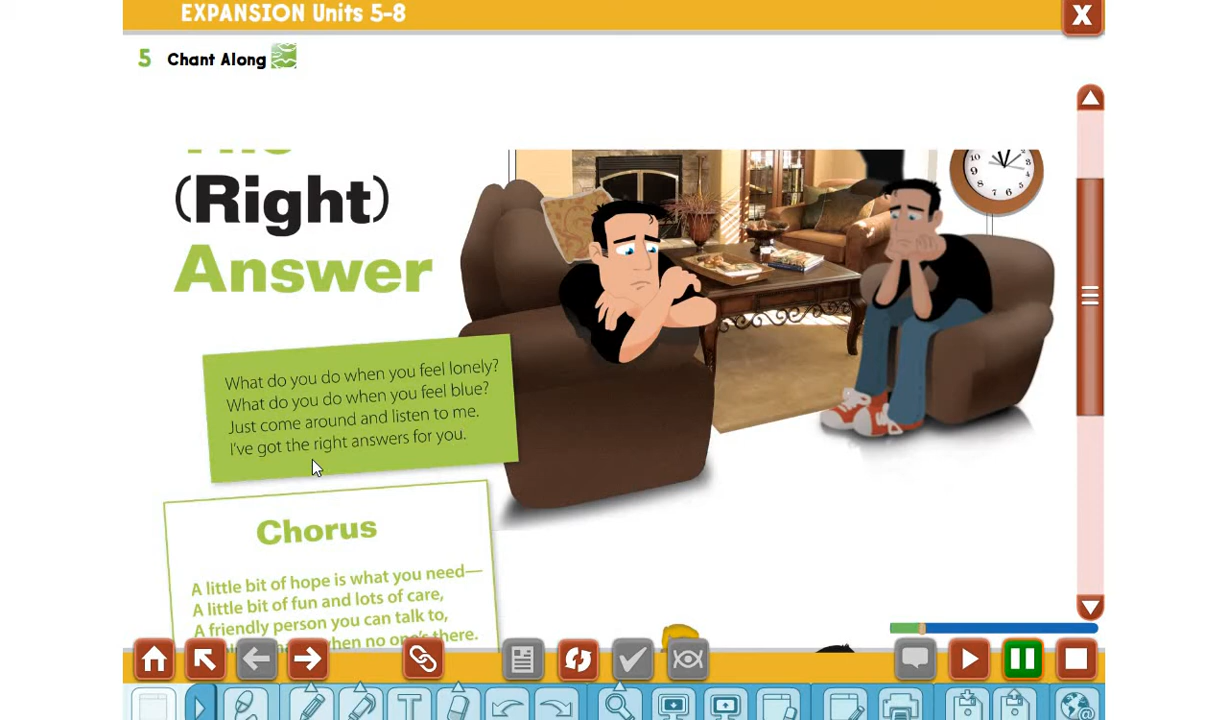 EXPANSION Units 5-8
X
5 Chant Along
(Right)
Answer
What do you do when you feel lonely?
What do you do when you feel blue?
Just come around and listen to me.
I've got the right answers for you.
Chorus
A little bit of hope is what you need—
A little bit of fun and lots of care,
A friendly person you can talk to,
when no one's there.